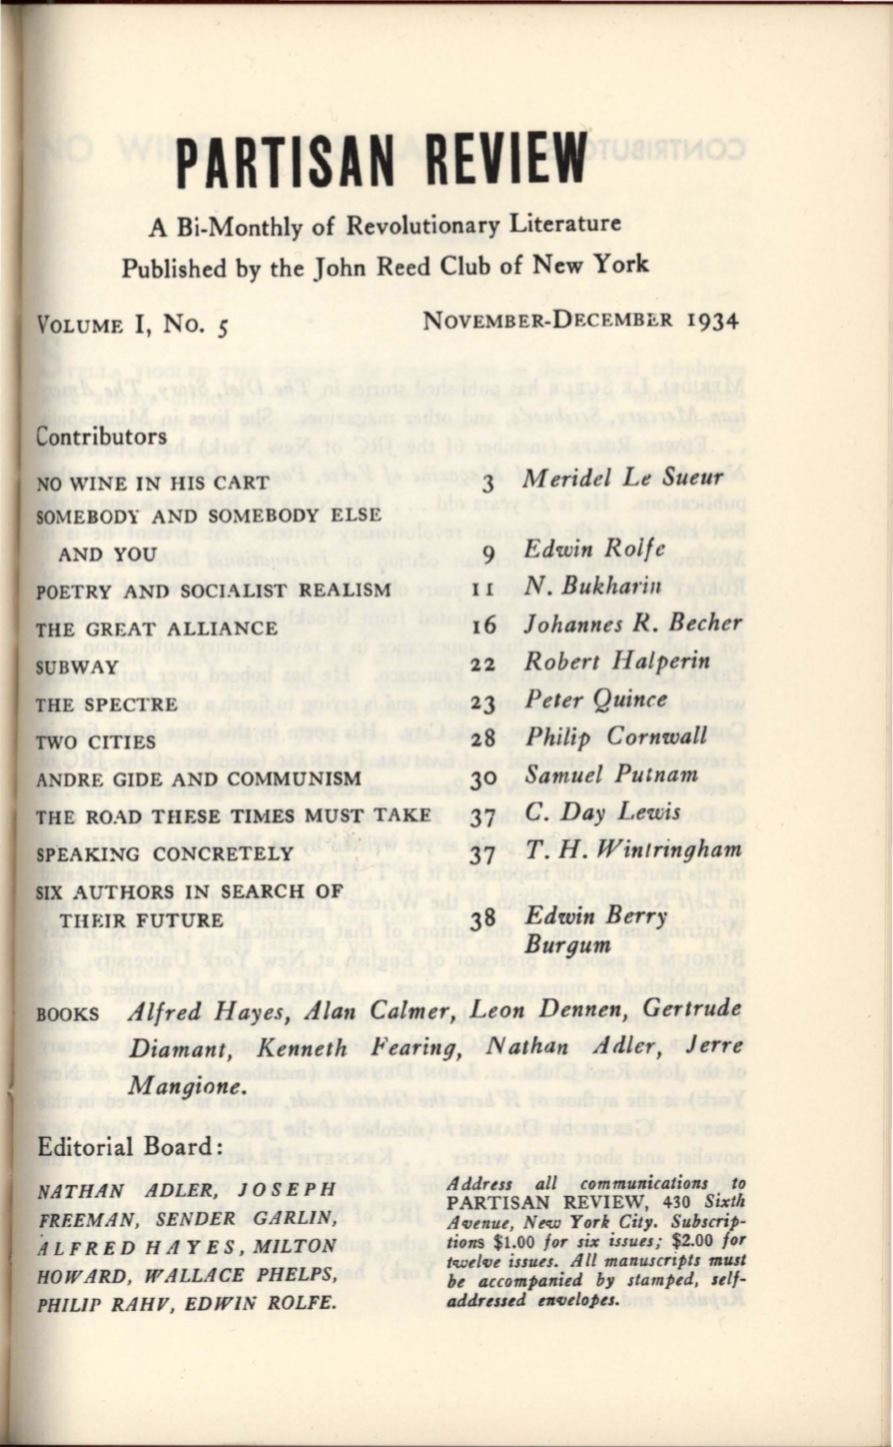 PARTISAN REVIEW
A Bi-Monthly of Revolutionary Literature
Published by the John Reed Club of New York
VOLUME I, No. 5 NOVEMBER-DECEMBER 1934
Contributors
NO WINE IN HIS CART 3 Meridel Le Sueur
SOMEBODY AND SOMEBODY ELSE
AND YOU 9 Edwin Rolfe
POETRY AND SOCIALIST REALISM 11 N. Bukharin
THE GREAT ALLIANCE 16 Johannes R. Becher
SUBWAY 22 Robert Halperin
THE SPECTRE 23 Peter Quince
TWO CITIES 28 Philip Cornwall
ANDRE GIDE AND COMMUNISM 30 Samuel Putnam
THE ROAD THESE TIMES MUST TAKE 37 C. Day Lewis
SPEAKING CONCRETELY 37 T. H. Wintringham
SIX AUTHORS IN SEARCH OF
THEIR FUTURE 38 Edwin Berry
Burgum
BOOKS Alfred Hayes, Alan Calmer, Leon Dennen, Gertrude
Diamant, Kenneth Fearing, Nathan Adler, Jerre
Mangione.
Editorial Board:
NATHAN ADLER, JOSEPH
FREEMAN, SENDER GARLIN,
ALFRED HAYES, MILTON
HOWARD, WALLACE PHELPS,
PHILIP RAHV, EDWIN ROLFE.
Address all communications to
PARTISAN REVIEW, 430 Sixth
Avenue, New York City. Subscrip-
tions $1.00 for six issues; $2.00 for
twelve issues. All manuscripts must
be accompanied by stamped, self-
addressed envelopes.